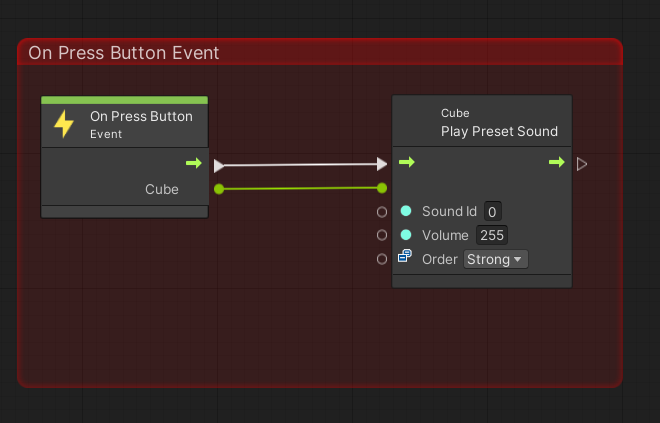 On Press Button Event
On Press Button
Event
Cube
Cube
Play Preset Sound
Sound Id 0
Volume 255
Order Strong